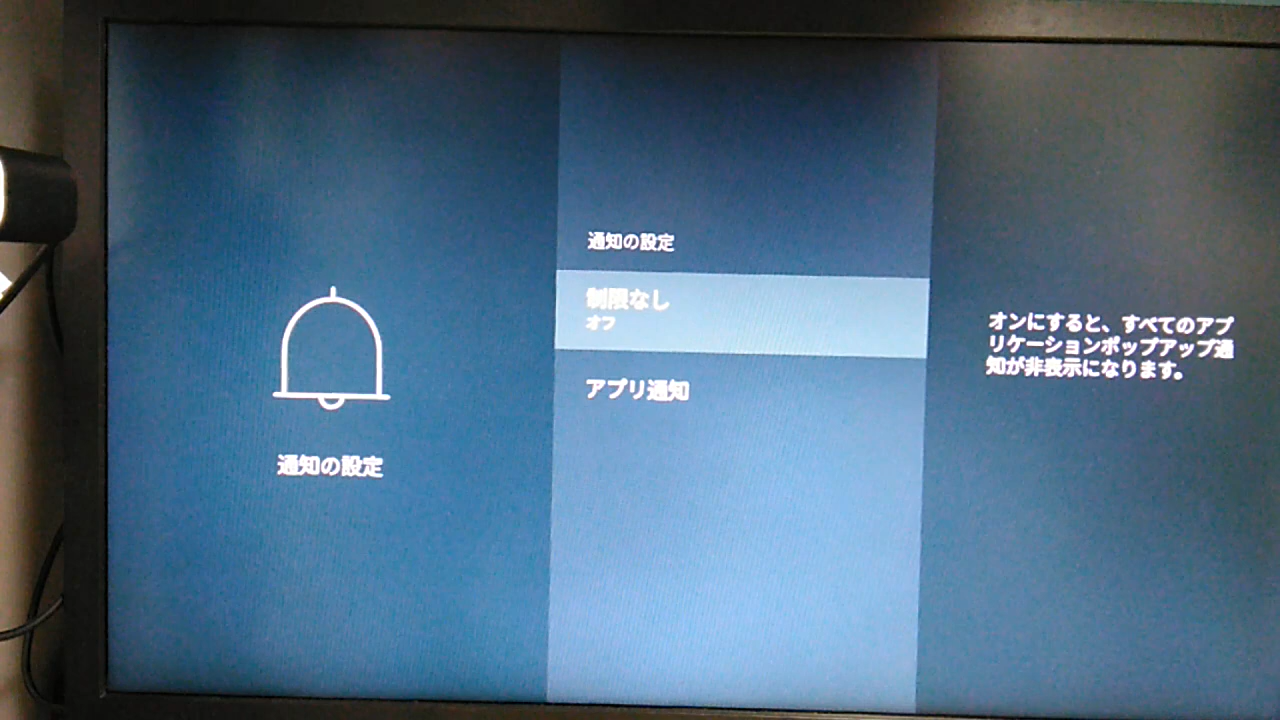 通知の設定
通知の設定
制限なし
オフ
アプリ通知
オンにすると、すべてのアプ
リケーションポップアップ通
知が非表示になります。